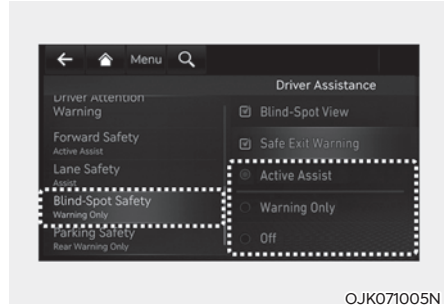 Menu
Driver Assistance
Driver Attention
Warning
Forward Safety
Active Assist
Lane Safety
Assist
Blind-Spot Safety
Warning Only
Parking Safety
Rear Warning Only
Blind-Spot View
Safe Exit Warning
Active Assist
Warning Only
Off
OJK071005N